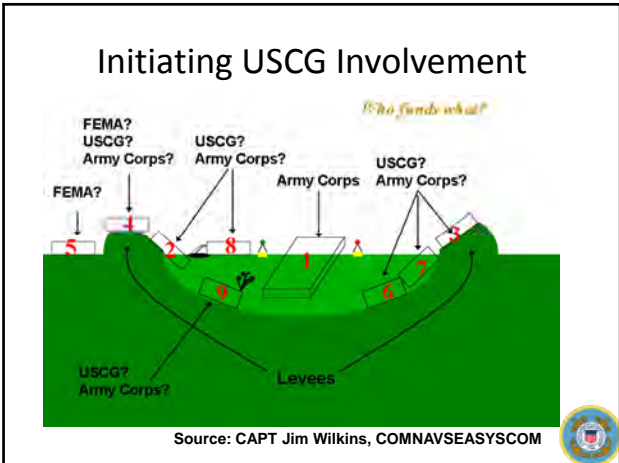 Initiating USCG Involvement
Who funds what?
FEMA?
USCG?
Army Corps?
USCG?
Army Corps?
Army Corps
USCG?
Army Corps?
FEMA?
4
5
2
8
1
3
7
9
6
USCG?
Army Corps?
Levees
Source: CAPT Jim Wilkins, COMNAVSEASYSCOM